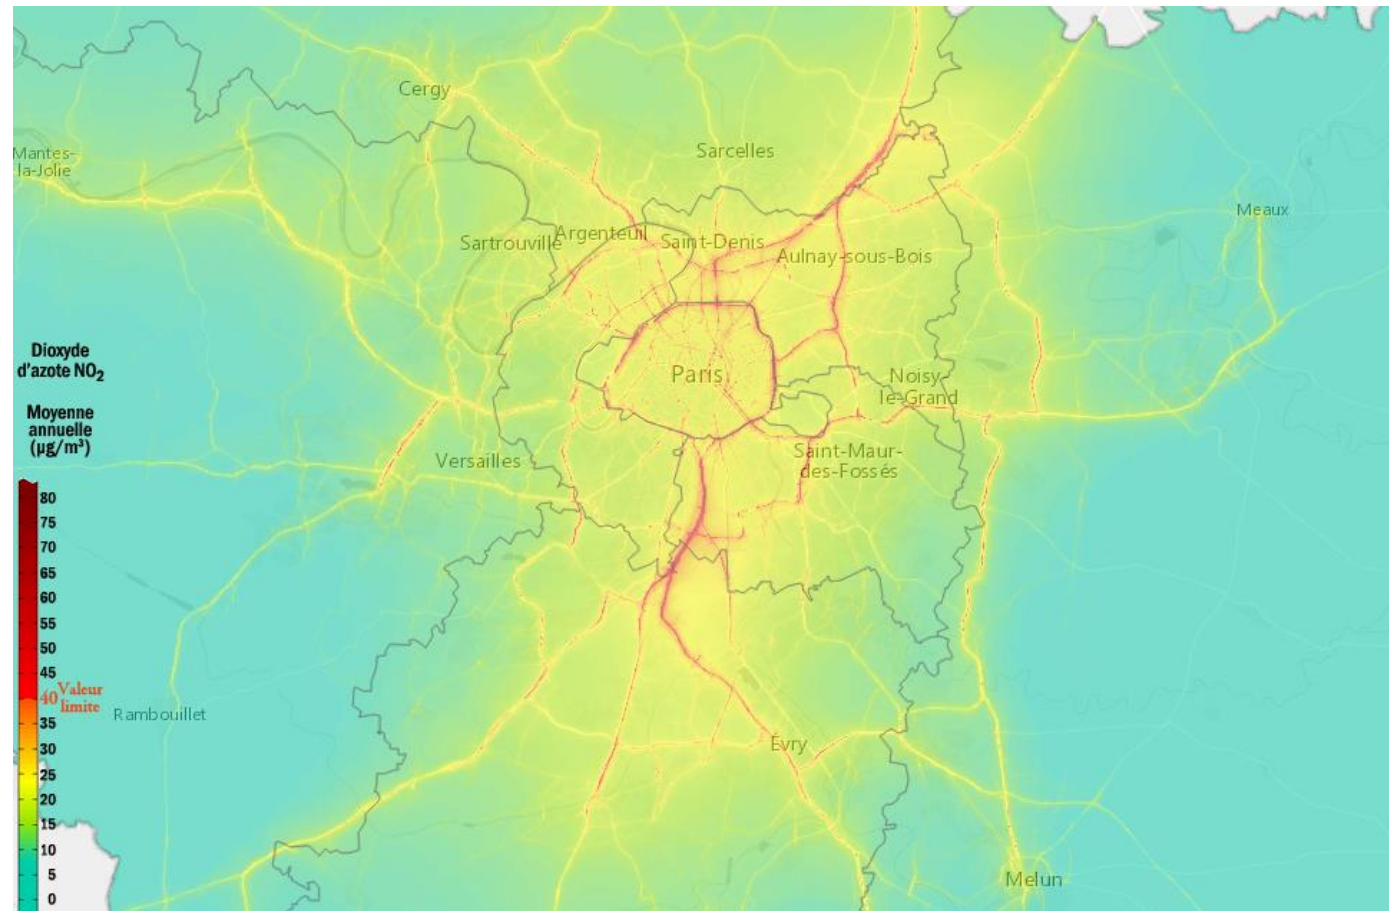 Cergy
Mantes-
la-Jolie
Sarcelles
Meaux
Sartrouville
Argenteuil
Saint-Denis
Aulnay-sous-Bois
Dioxyde
d'azote NO₂
Moyenne
annuelle
(µg/m³)
Paris
Noisy-
le-Grand
Versailles
Saint-Maur-
des-Fossés
80
75
70
65
60
55
50
45
40 Valeur
limite
35
30
25
20
15
10
5
0
Rambouillet
Évry
Melun